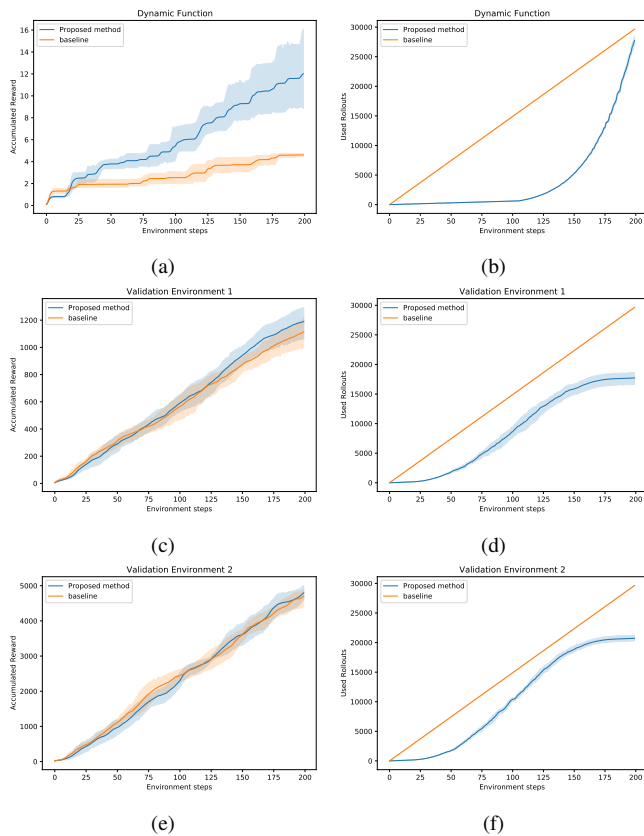 Dynamic Function
Proposed method
baseline
Accumulated Reward
16
14
12
10
8
6
4
2
0
0 25 50 75 100 125 150 175 200
Environment steps
(a)
Dynamic Function
Proposed method
baseline
Used Rollouts
30000
25000
20000
15000
10000
5000
0
0 25 50 75 100 125 150 175 200
Environment steps
(b)
Validation Environment 1
Proposed method
baseline
Accumulated Reward
1200
1000
800
600
400
200
0
0 25 50 75 100 125 150 175 200
Environment steps
(c)
Validation Environment 1
Proposed method
baseline
Used Rollouts
30000
25000
20000
15000
10000
5000
0
0 25 50 75 100 125 150 175 200
Environment steps
(d)
Validation Environment 2
Proposed method
baseline
Accumulated Reward
5000
4000
3000
2000
1000
0
0 25 50 75 100 125 150 175 200
Environment steps
(e)
Validation Environment 2
Proposed method
baseline
Used Rollouts
30000
25000
20000
15000
10000
5000
0
0 25 50 75 100 125 150 175 200
Environment steps
(f)